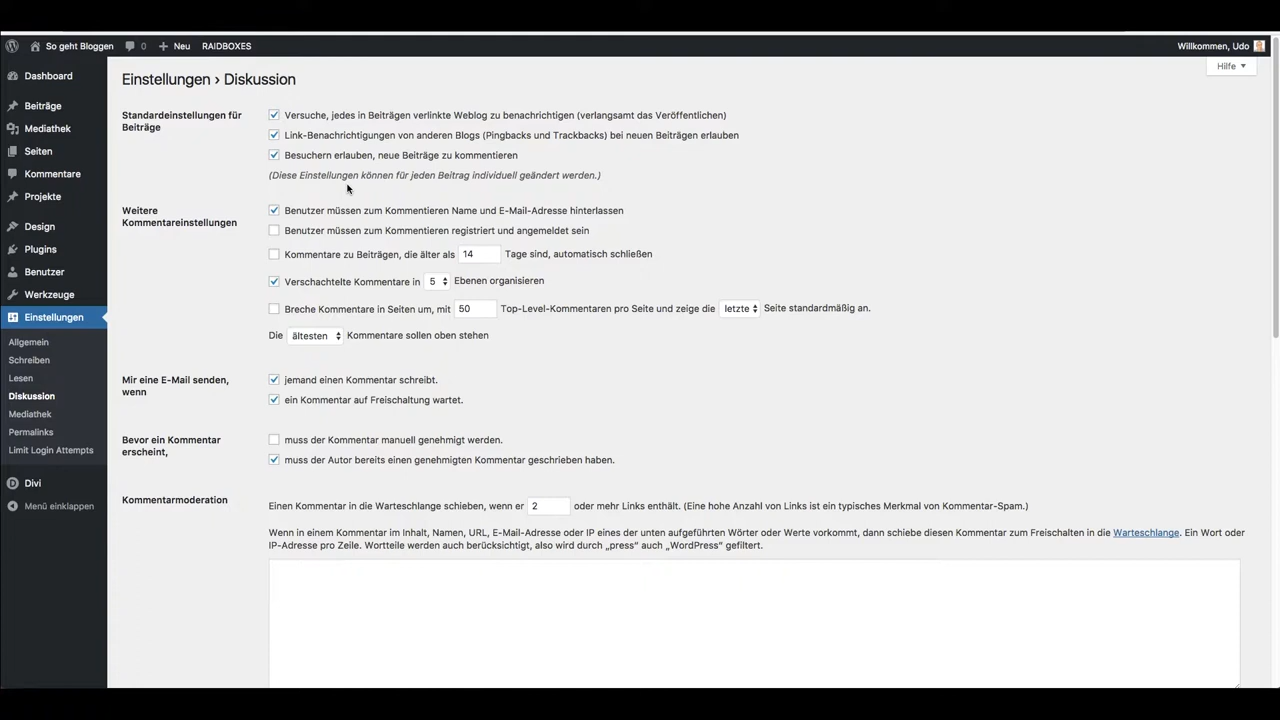 So geht Bloggen 0 Neu RAIDBOXES Willkommen, Udo
Hilfe
Dashboard
Beiträge
Mediathek
Seiten
Kommentare
Projekte
Design
Plugins
Benutzer
Werkzeuge
Einstellungen
Allgemein
Schreiben
Lesen
Diskussion
Mediathek
Permalinks
Limit Login Attempts
Divi
Menü einklappen
Einstellungen › Diskussion
Standardeinstellungen für
Beiträge
Versuche, jedes in Beiträgen verlinkte Weblog zu benachrichtigen (verlangsamt das Veröffentlichen)
Link-Benachrichtigungen von anderen Blogs (Pingbacks und Trackbacks) bei neuen Beiträgen erlauben
Besuchern erlauben, neue Beiträge zu kommentieren
(Diese Einstellungen können für jeden Beitrag individuell geändert werden.)
Weitere
Kommentareinstellungen
Benutzer müssen zum Kommentieren Name und E-Mail-Adresse hinterlassen
Benutzer müssen zum Kommentieren registriert und angemeldet sein
Kommentare zu Beiträgen, die älter als 14 Tage sind, automatisch schließen
Verschachtelte Kommentare in 5 Ebenen organisieren
Breche Kommentare in Seiten um, mit 50 Top-Level-Kommentaren pro Seite und zeige die letzte Seite standardmäßig an.
Die ältesten Kommentare sollen oben stehen
Mir eine E-Mail senden,
wenn
jemand einen Kommentar schreibt.
ein Kommentar auf Freischaltung wartet.
Bevor ein Kommentar
erscheint,
muss der Kommentar manuell genehmigt werden.
muss der Autor bereits einen genehmigten Kommentar geschrieben haben.
Kommentarmoderation
Einen Kommentar in die Warteschlange schieben, wenn er 2 oder mehr Links enthält. (Eine hohe Anzahl von Links ist ein typisches Merkmal von Kommentar-Spam.)
Wenn in einem Kommentar im Inhalt, Namen, URL, E-Mail-Adresse oder IP eines der unten aufgeführten Wörter oder Werte vorkommt, dann schiebe diesen Kommentar zum Freischalten in die Warteschlange. Ein Wort oder
IP-Adresse pro Zeile. Wortteile werden auch berücksichtigt, also wird durch „press“ auch „WordPress“ gefiltert.